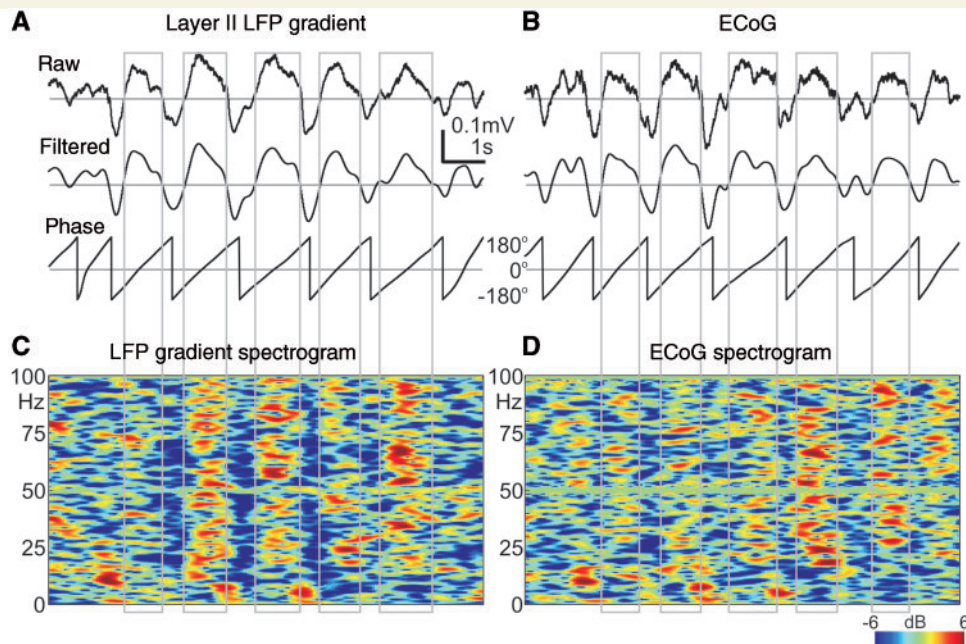 A Layer II LFP gradient
B ECoG
Raw
0.1mV
1s
Filtered
Phase
180°
0°
-180°
C LFP gradient spectrogram
D ECoG spectrogram
100
Hz
75
50
25
0
100
Hz
75
50
25
0
-6 dB 6